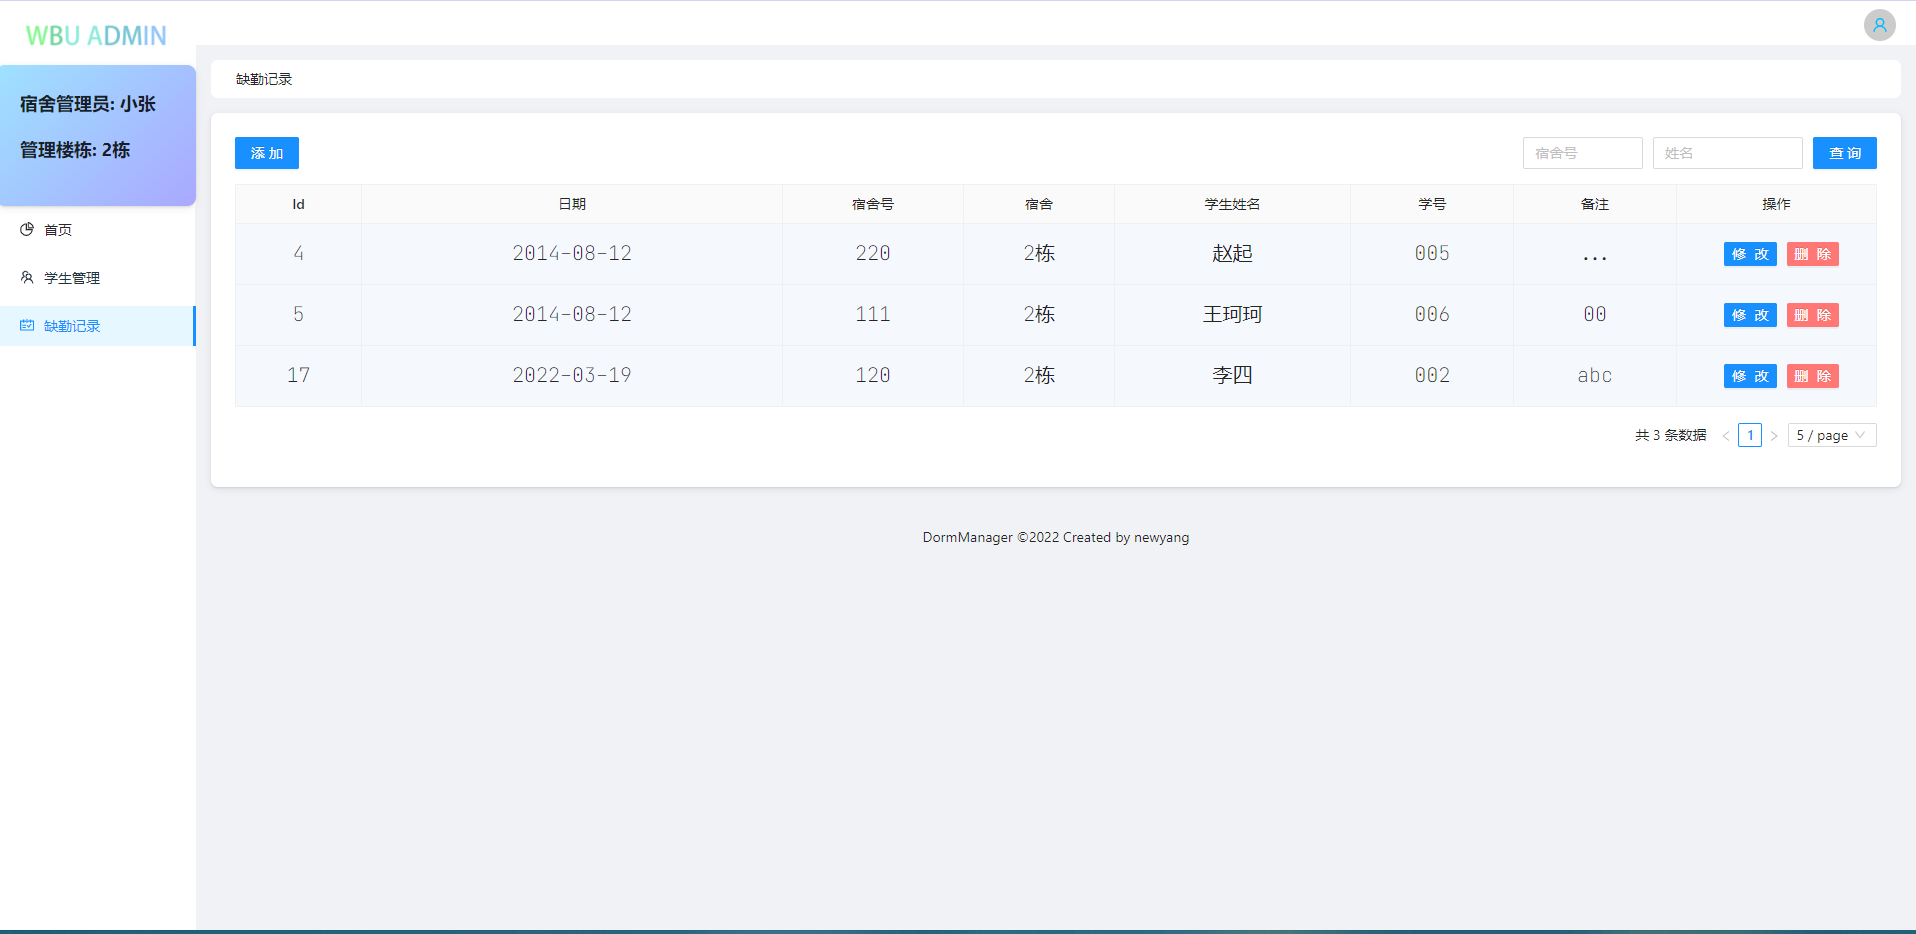 WBU ADMIN
宿舍管理员: 小张
管理楼栋: 2栋
首页
学生管理
缺勤记录
缺勤记录
添 加 宿舍号 姓名 查 询
Id 日期 宿舍号 宿舍 学生姓名 学号 备注 操作
4 2014-08-12 220 2栋 赵起 005 ... 修 改 删 除
5 2014-08-12 111 2栋 王珂珂 006 00 修 改 删 除
17 2022-03-19 120 2栋 李四 002 abc 修 改 删 除
共 3 条数据 < 1 > 5 / page
DormManager ©2022 Created by newyang